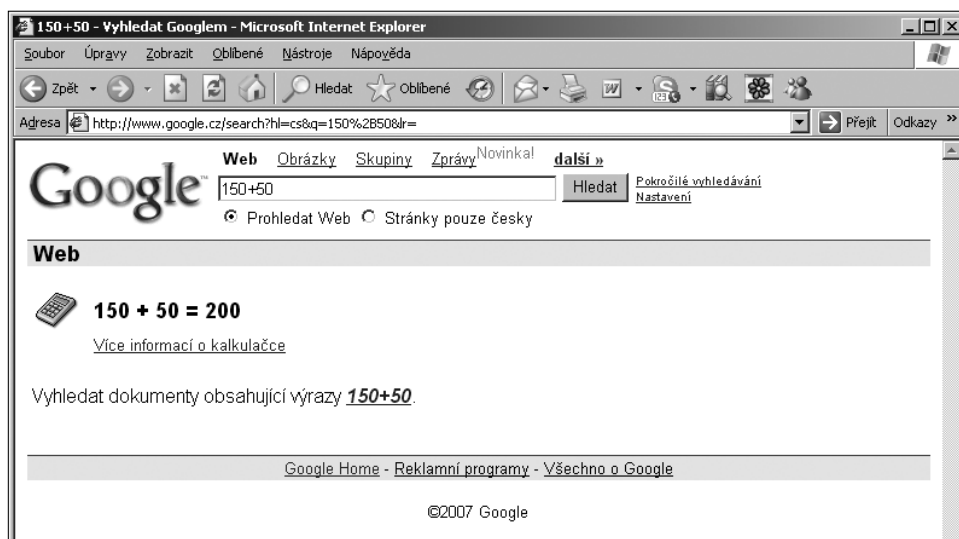 150+50 - Vyhledat Googlem - Microsoft Internet Explorer
Soubor Úpravy Zobrazit Oblíbené Nástroje Nápověda
Zpět Hledat Oblíbené
Adresa http://www.google.cz/search?hl=cs&q=150%2B50&lr= Přejít Odkazy »
Web Obrázky Skupiny Zprávy Novinka! další »
Google™ 150+50 Hledat Pokročilé vyhledávání
Nastavení
Prohledat Web Stránky pouze česky
Web
150 + 50 = 200
Více informací o kalkulačce
Vyhledat dokumenty obsahující výrazy 150+50.
Google Home - Reklamní programy - Všechno o Google
©2007 Google